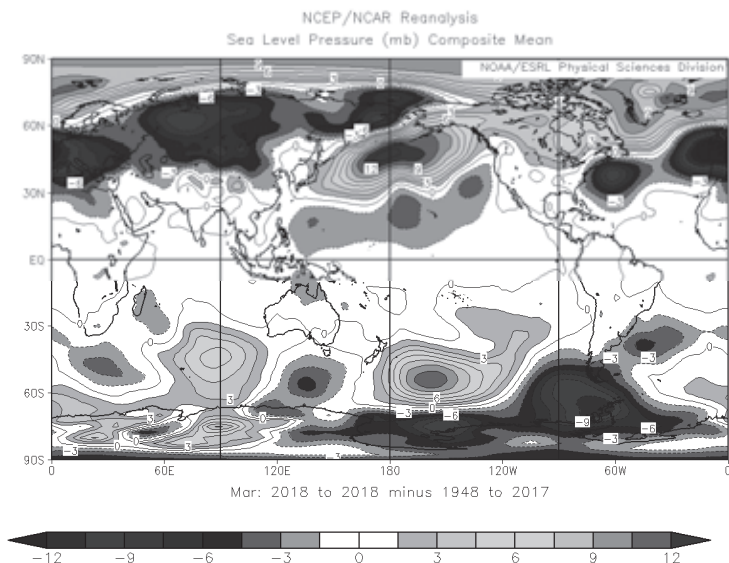 NCEP/NCAR Reanalysis
Sea Level Pressure (mb) Composite Mean
NOAA/ESRL Physical Sciences Division
90N
60N
30N
EQ
30S
60S
90S
0 60E 120E 180 120W 60W 0
Mar: 2018 to 2018 minus 1948 to 2017
-12 -9 -6 -3 0 3 6 9 12